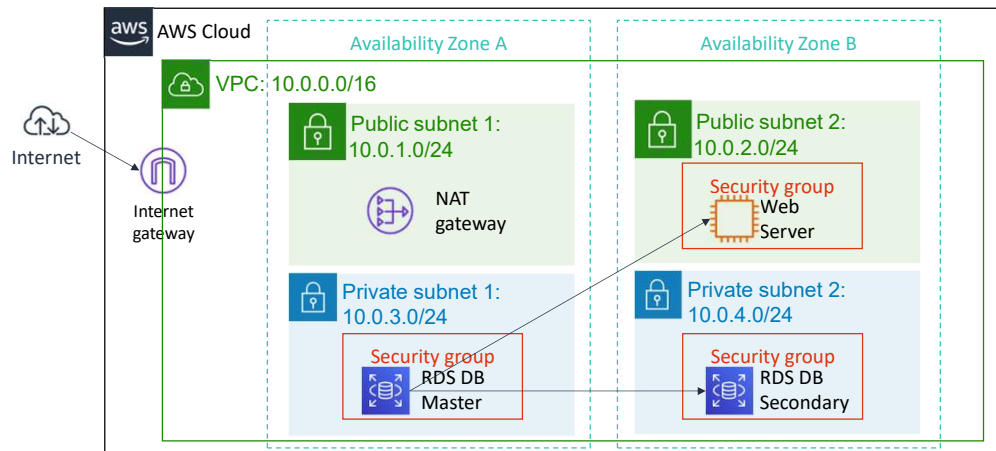 aws
AWS Cloud
Availability Zone A
Availability Zone B
VPC: 10.0.0.0/16
Internet
Internet
gateway
Public subnet 1:
10.0.1.0/24
NAT
gateway
Public subnet 2:
10.0.2.0/24
Security group
Web
Server
Private subnet 1:
10.0.3.0/24
Security group
RDS DB
Master
Private subnet 2:
10.0.4.0/24
Security group
RDS DB
Secondary